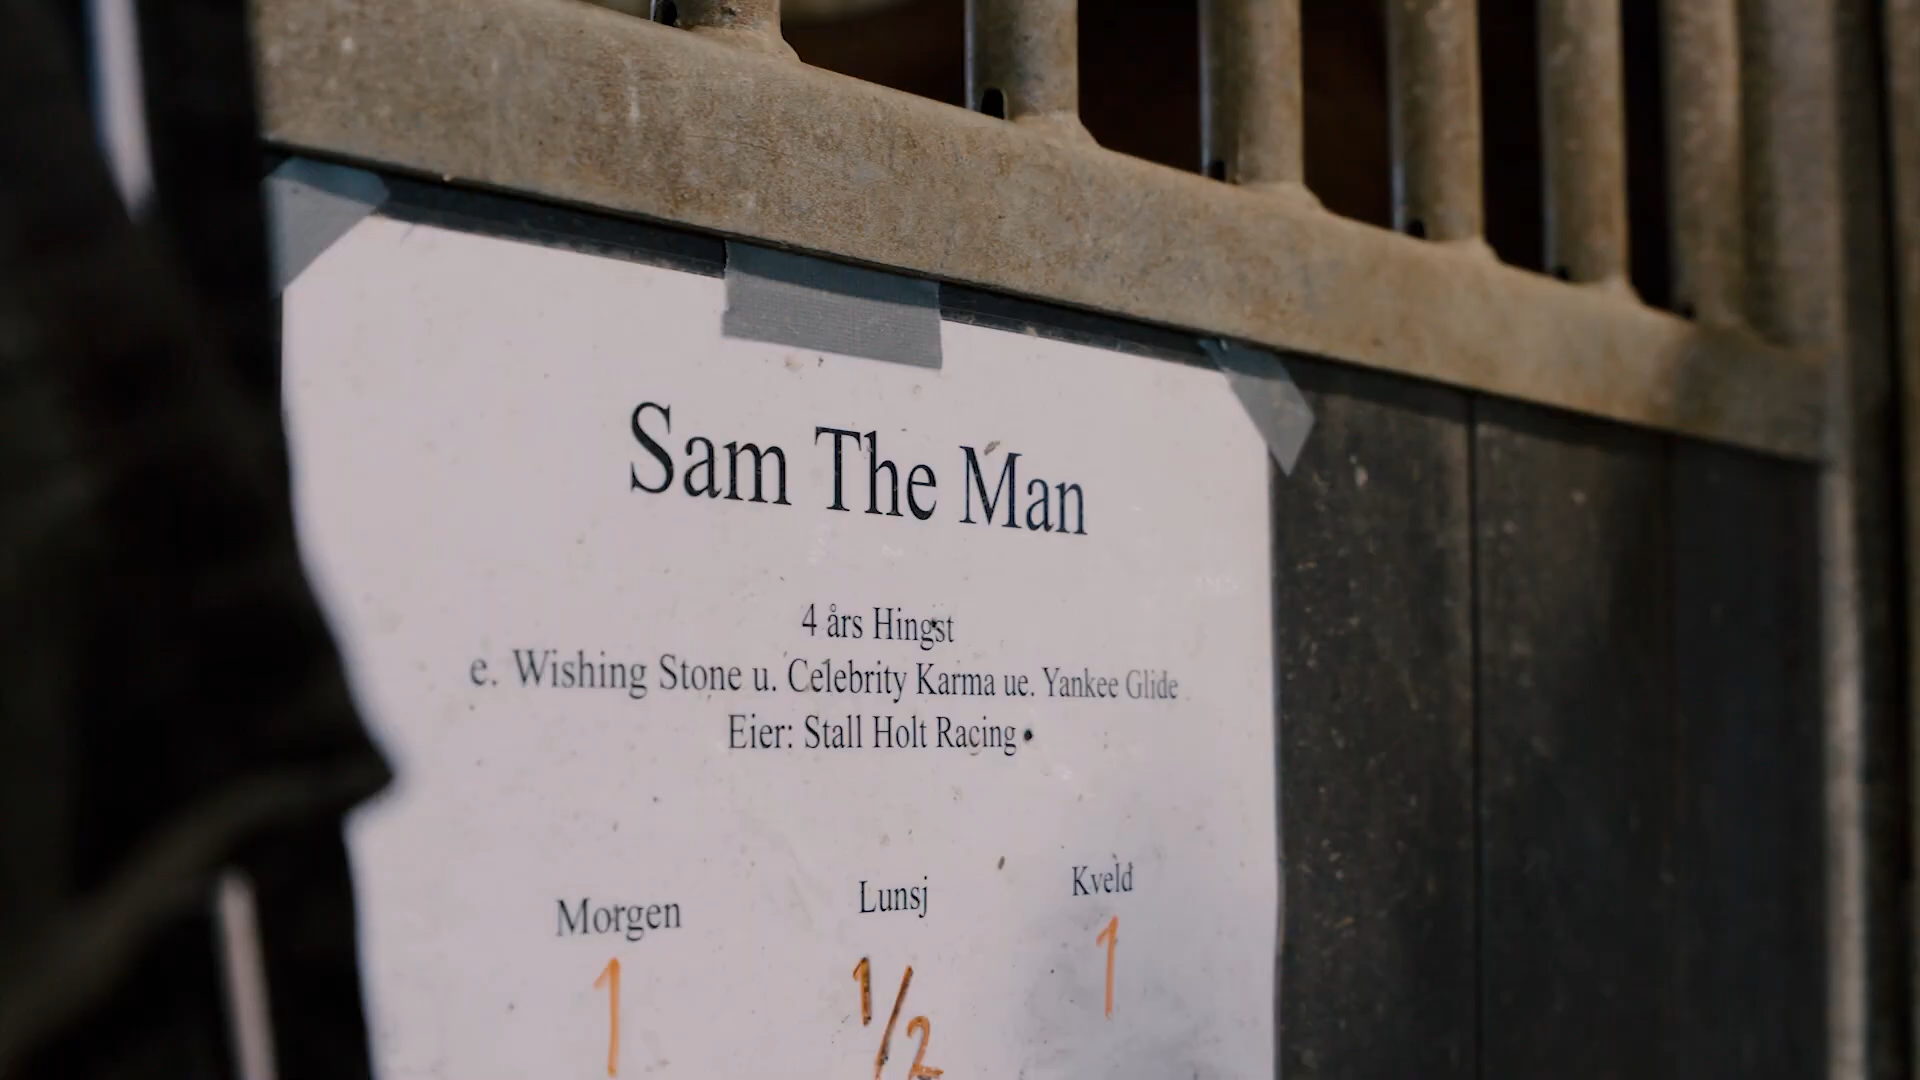 Sam The Man
4 års Hingst
e. Wishing Stone u. Celebrity Karma ue. Yankee Glide
Eier: Stall Holt Racing
Morgen Lunsj Kveld
1 1/2 1